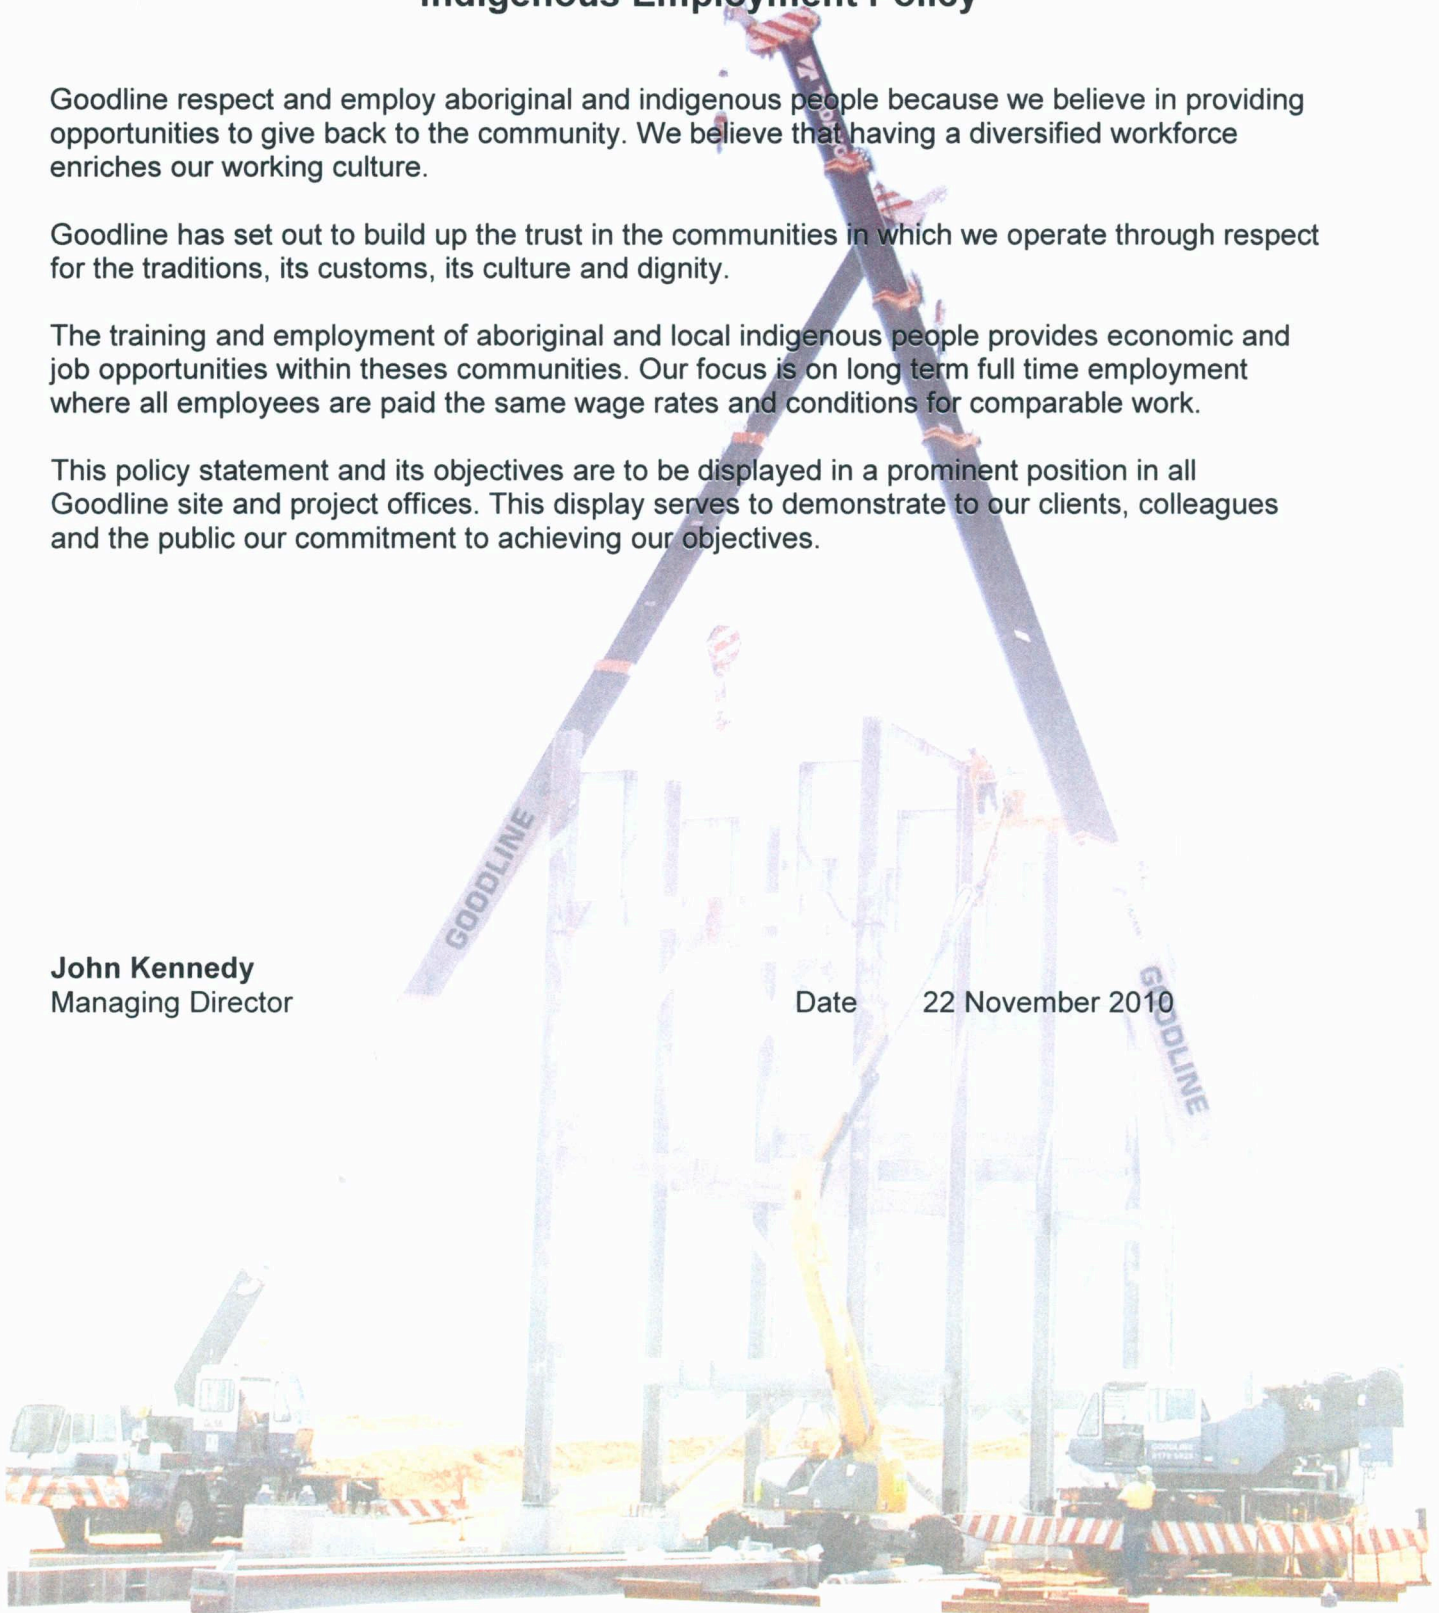 Indigenous Employment Policy
Goodline respect and employ aboriginal and indigenous people because we believe in providing
opportunities to give back to the community. We believe that having a diversified workforce
enriches our working culture.
Goodline has set out to build up the trust in the communities in which we operate through respect
for the traditions, its customs, its culture and dignity.
The training and employment of aboriginal and local indigenous people provides economic and
job opportunities within theses communities. Our focus is on long term full time employment
where all employees are paid the same wage rates and conditions for comparable work.
This policy statement and its objectives are to be displayed in a prominent position in all
Goodline site and project offices. This display serves to demonstrate to our clients, colleagues
and the public our commitment to achieving our objectives.
GOODLINE
John Kennedy
Managing Director
Date 22 November 2010
GOODLINE
GOODLINE